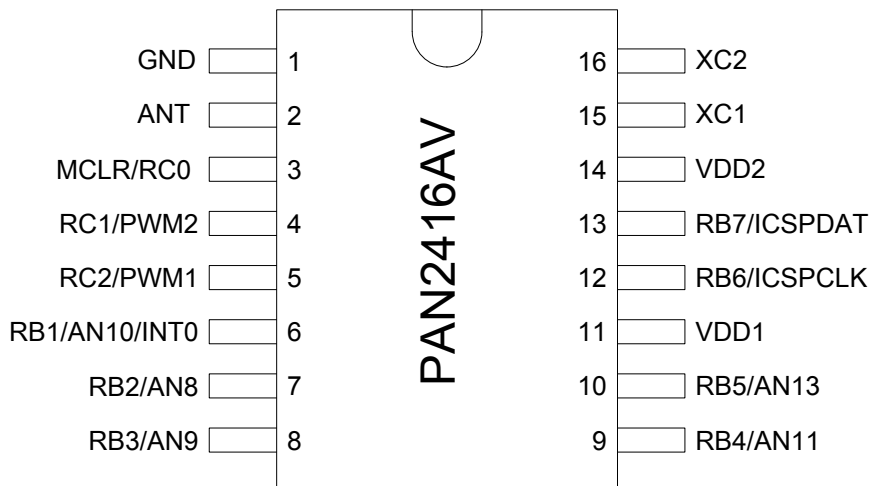 GND 1 16 XC2
ANT 2 15 XC1
MCLR/RC0 3 14 VDD2
RC1/PWM2 4 13 RB7/ICSPDAT
RC2/PWM1 5 12 RB6/ICSPCLK
RB1/AN10/INT0 6 11 VDD1
RB2/AN8 7 10 RB5/AN13
RB3/AN9 8 9 RB4/AN11
PAN2416AV